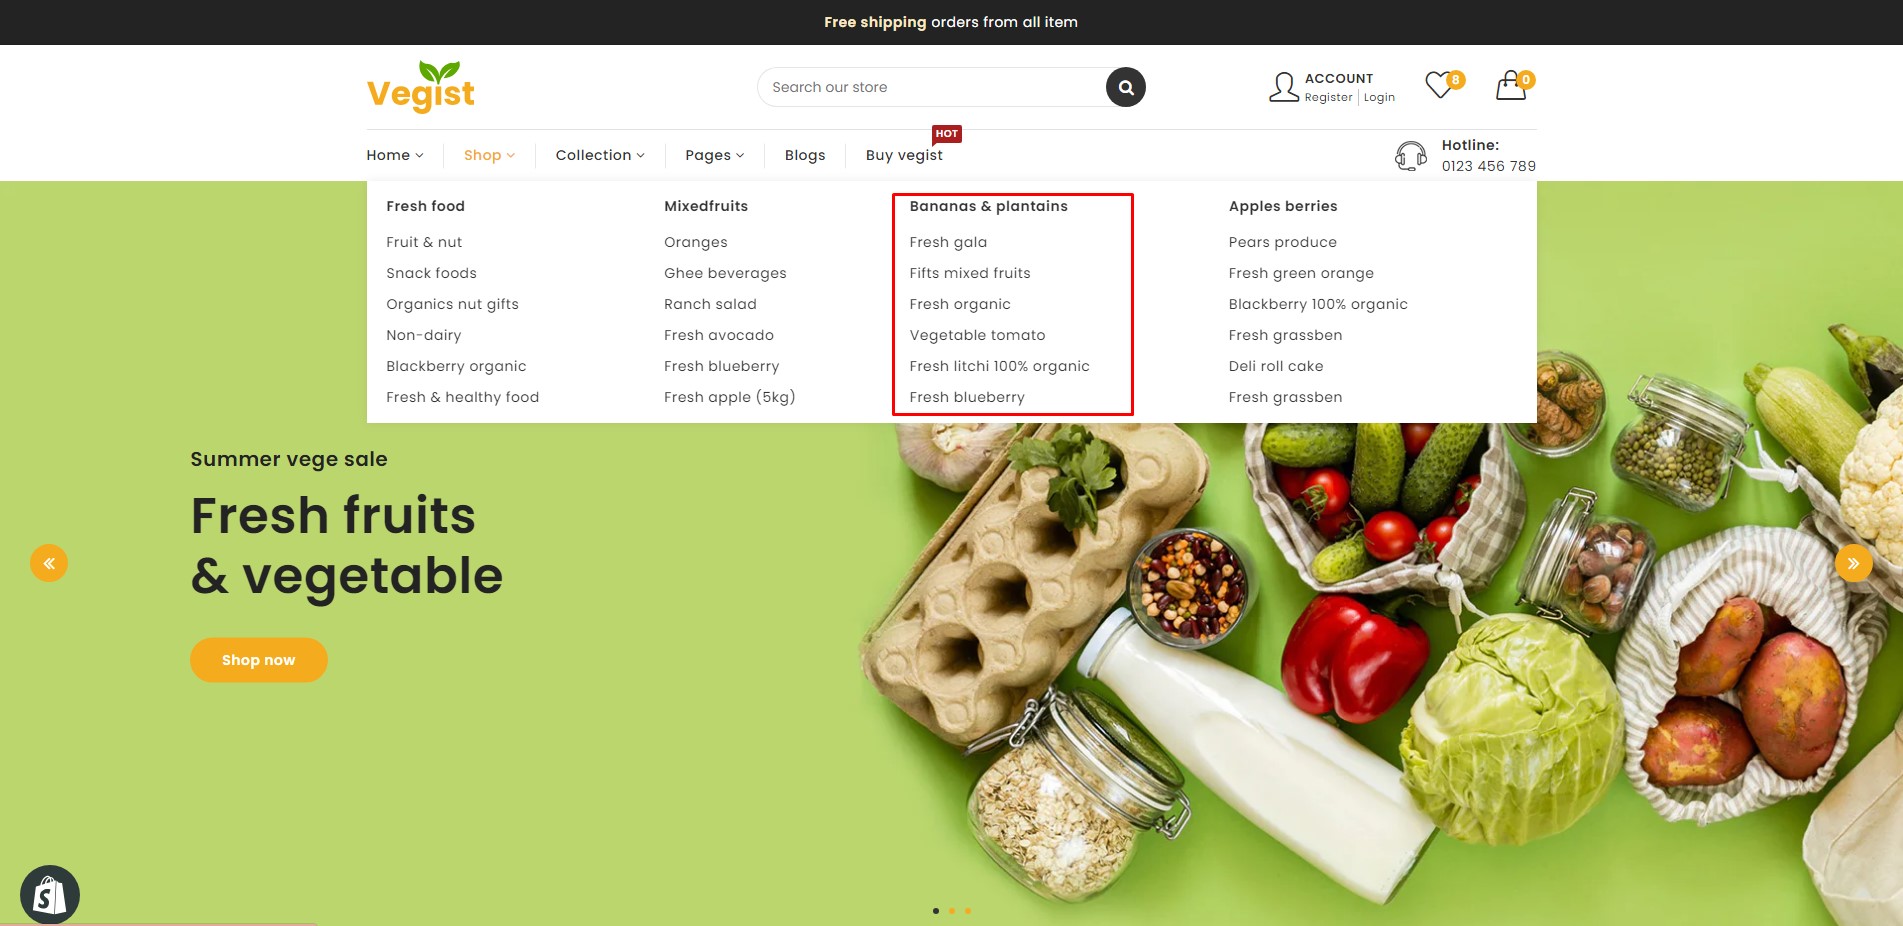 Free shipping orders from all item
Vegist
Search our store
ACCOUNT
Register Login
8
0
HOT
Home
Shop
Collection
Pages
Blogs
Buy vegist
Hotline:
0123 456 789
Fresh food
Fruit & nut
Snack foods
Organics nut gifts
Non-dairy
Blackberry organic
Fresh & healthy food
Mixedfruits
Oranges
Ghee beverages
Ranch salad
Fresh avocado
Fresh blueberry
Fresh apple (5kg)
Bananas & plantains
Fresh gala
Fifts mixed fruits
Fresh organic
Vegetable tomato
Fresh litchi 100% organic
Fresh blueberry
Apples berries
Pears produce
Fresh green orange
Blackberry 100% organic
Fresh grassben
Deli roll cake
Fresh grassben
Summer vege sale
Fresh fruits
& vegetable
Shop now
S